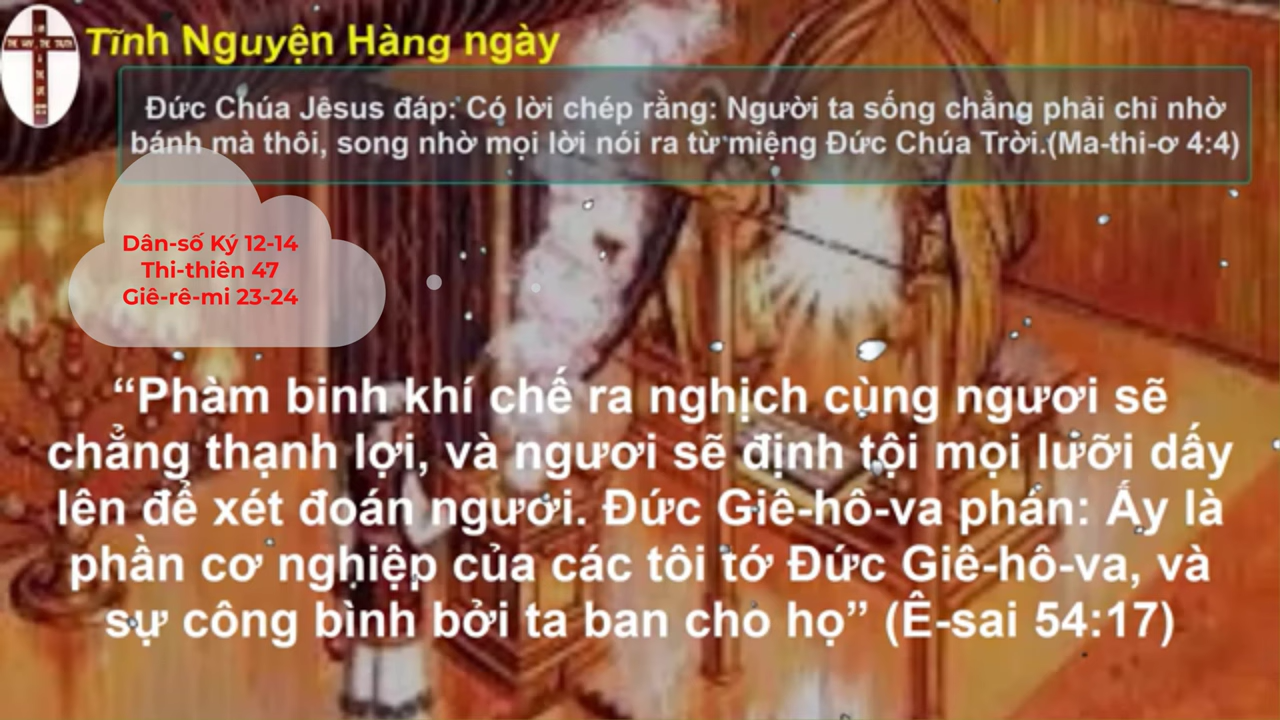 Tĩnh Nguyện Hàng ngày
Đức Chúa Jêsus đáp: Có lời chép rằng: Người ta sống chẳng phải chỉ nhờ
bánh mà thôi, song nhờ mọi lời nói ra từ miệng Đức Chúa Trời.(Ma-thi-ơ 4:4)
Dân-số Ký 12-14
Thi-thiên 47
Giê-rê-mi 23-24
“Phàm binh khí chế ra nghịch cùng ngươi sẽ
chẳng thạnh lợi, và ngươi sẽ định tội mọi lưỡi dấy
lên để xét đoán ngươi. Đức Giê-hô-va phán: Ấy là
phần cơ nghiệp của các tôi tớ Đức Giê-hô-va, và
sự công bình bởi ta ban cho họ” (Ê-sai 54:17)